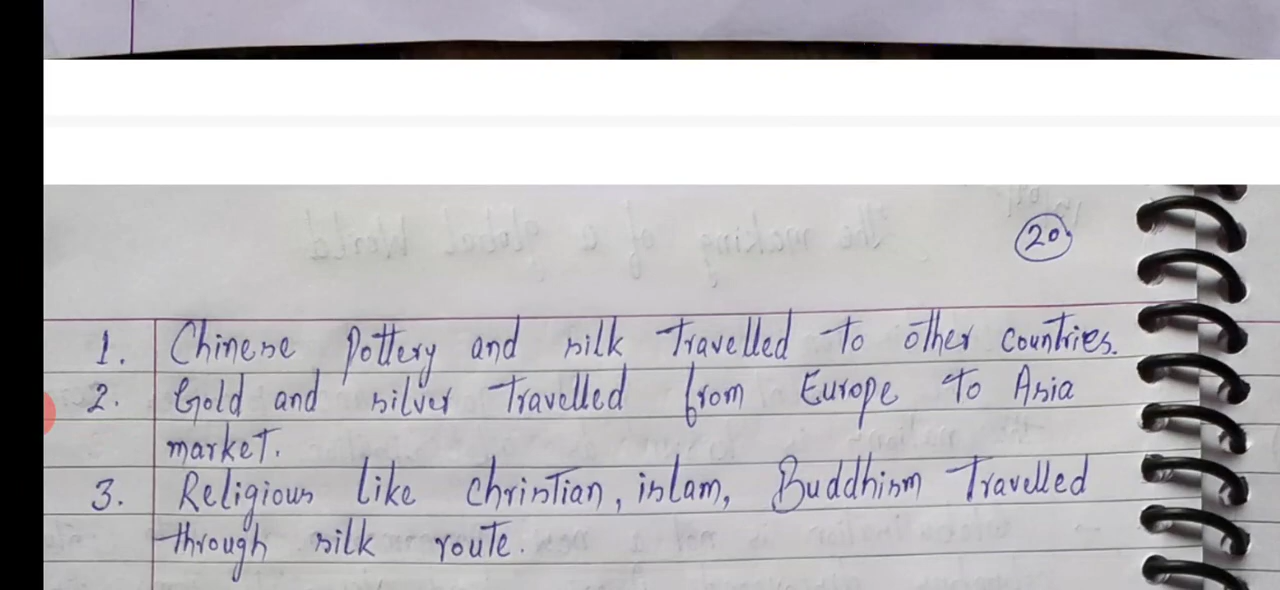 20
1. Chinese Pottery and silk Travelled to other countries.
2. Gold and silver Travelled from Europe to Asia
market.
3. Religious like Christian, islam, Buddhism Travelled
through silk route.